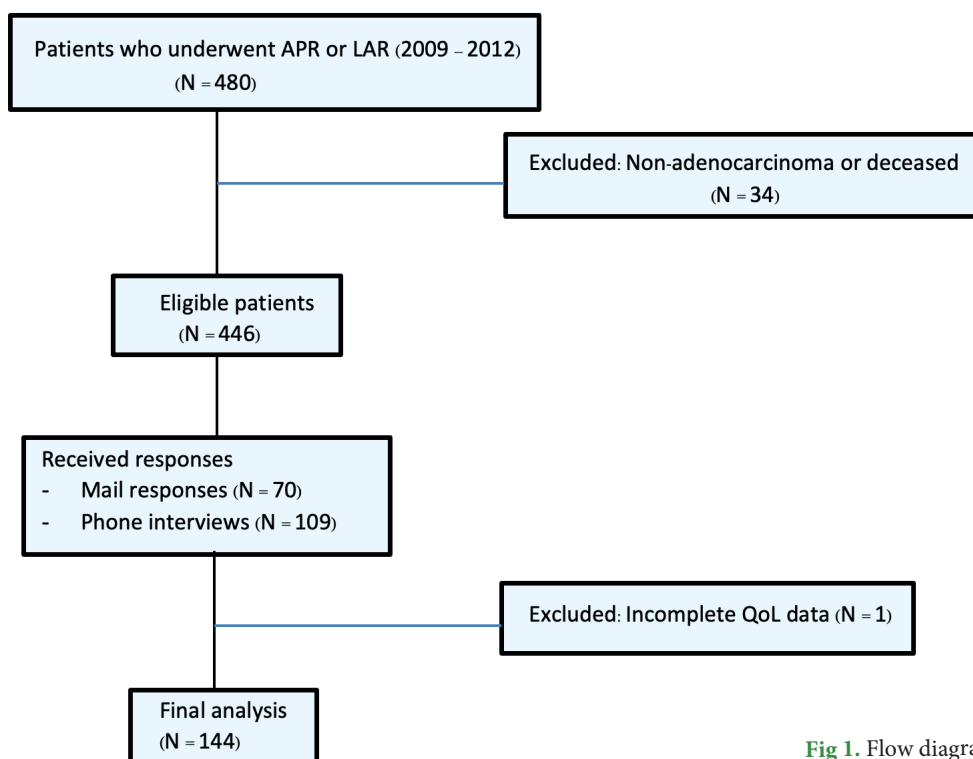 Patients who underwent APR or LAR (2009 – 2012)
(N = 480)
Excluded: Non-adenocarcinoma or deceased
(N = 34)
Eligible patients
(N = 446)
Received responses
- Mail responses (N = 70)
- Phone interviews (N = 109)
Excluded: Incomplete QoL data (N = 1)
Final analysis
(N = 144)
Fig 1. Flow